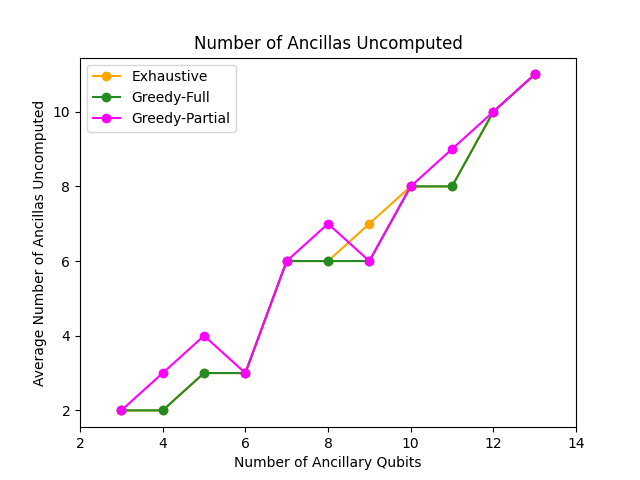 Number of Ancillas Uncomputed
Exhaustive
Greedy-Full
Greedy-Partial
Average Number of Ancillas Uncomputed
10
8
6
4
2
2 4 6 8 10 12 14
Number of Ancillary Qubits